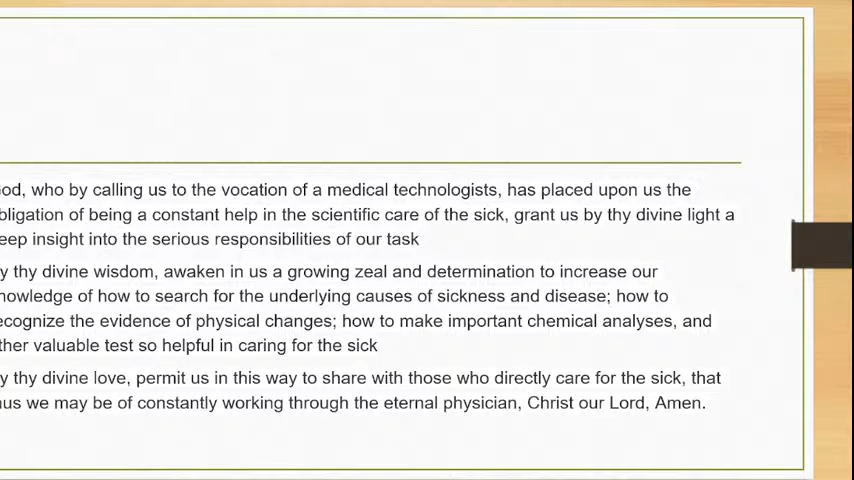 od, who by calling us to the vocation of a medical technologists, has placed upon us the
bligation of being a constant help in the scientific care of the sick, grant us by thy divine light a
eep insight into the serious responsibilities of our task
y thy divine wisdom, awaken in us a growing zeal and determination to increase our
nowledge of how to search for the underlying causes of sickness and disease; how to
ecognize the evidence of physical changes; how to make important chemical analyses, and
ther valuable test so helpful in caring for the sick
y thy divine love, permit us in this way to share with those who directly care for the sick, that
us we may be of constantly working through the eternal physician, Christ our Lord, Amen.